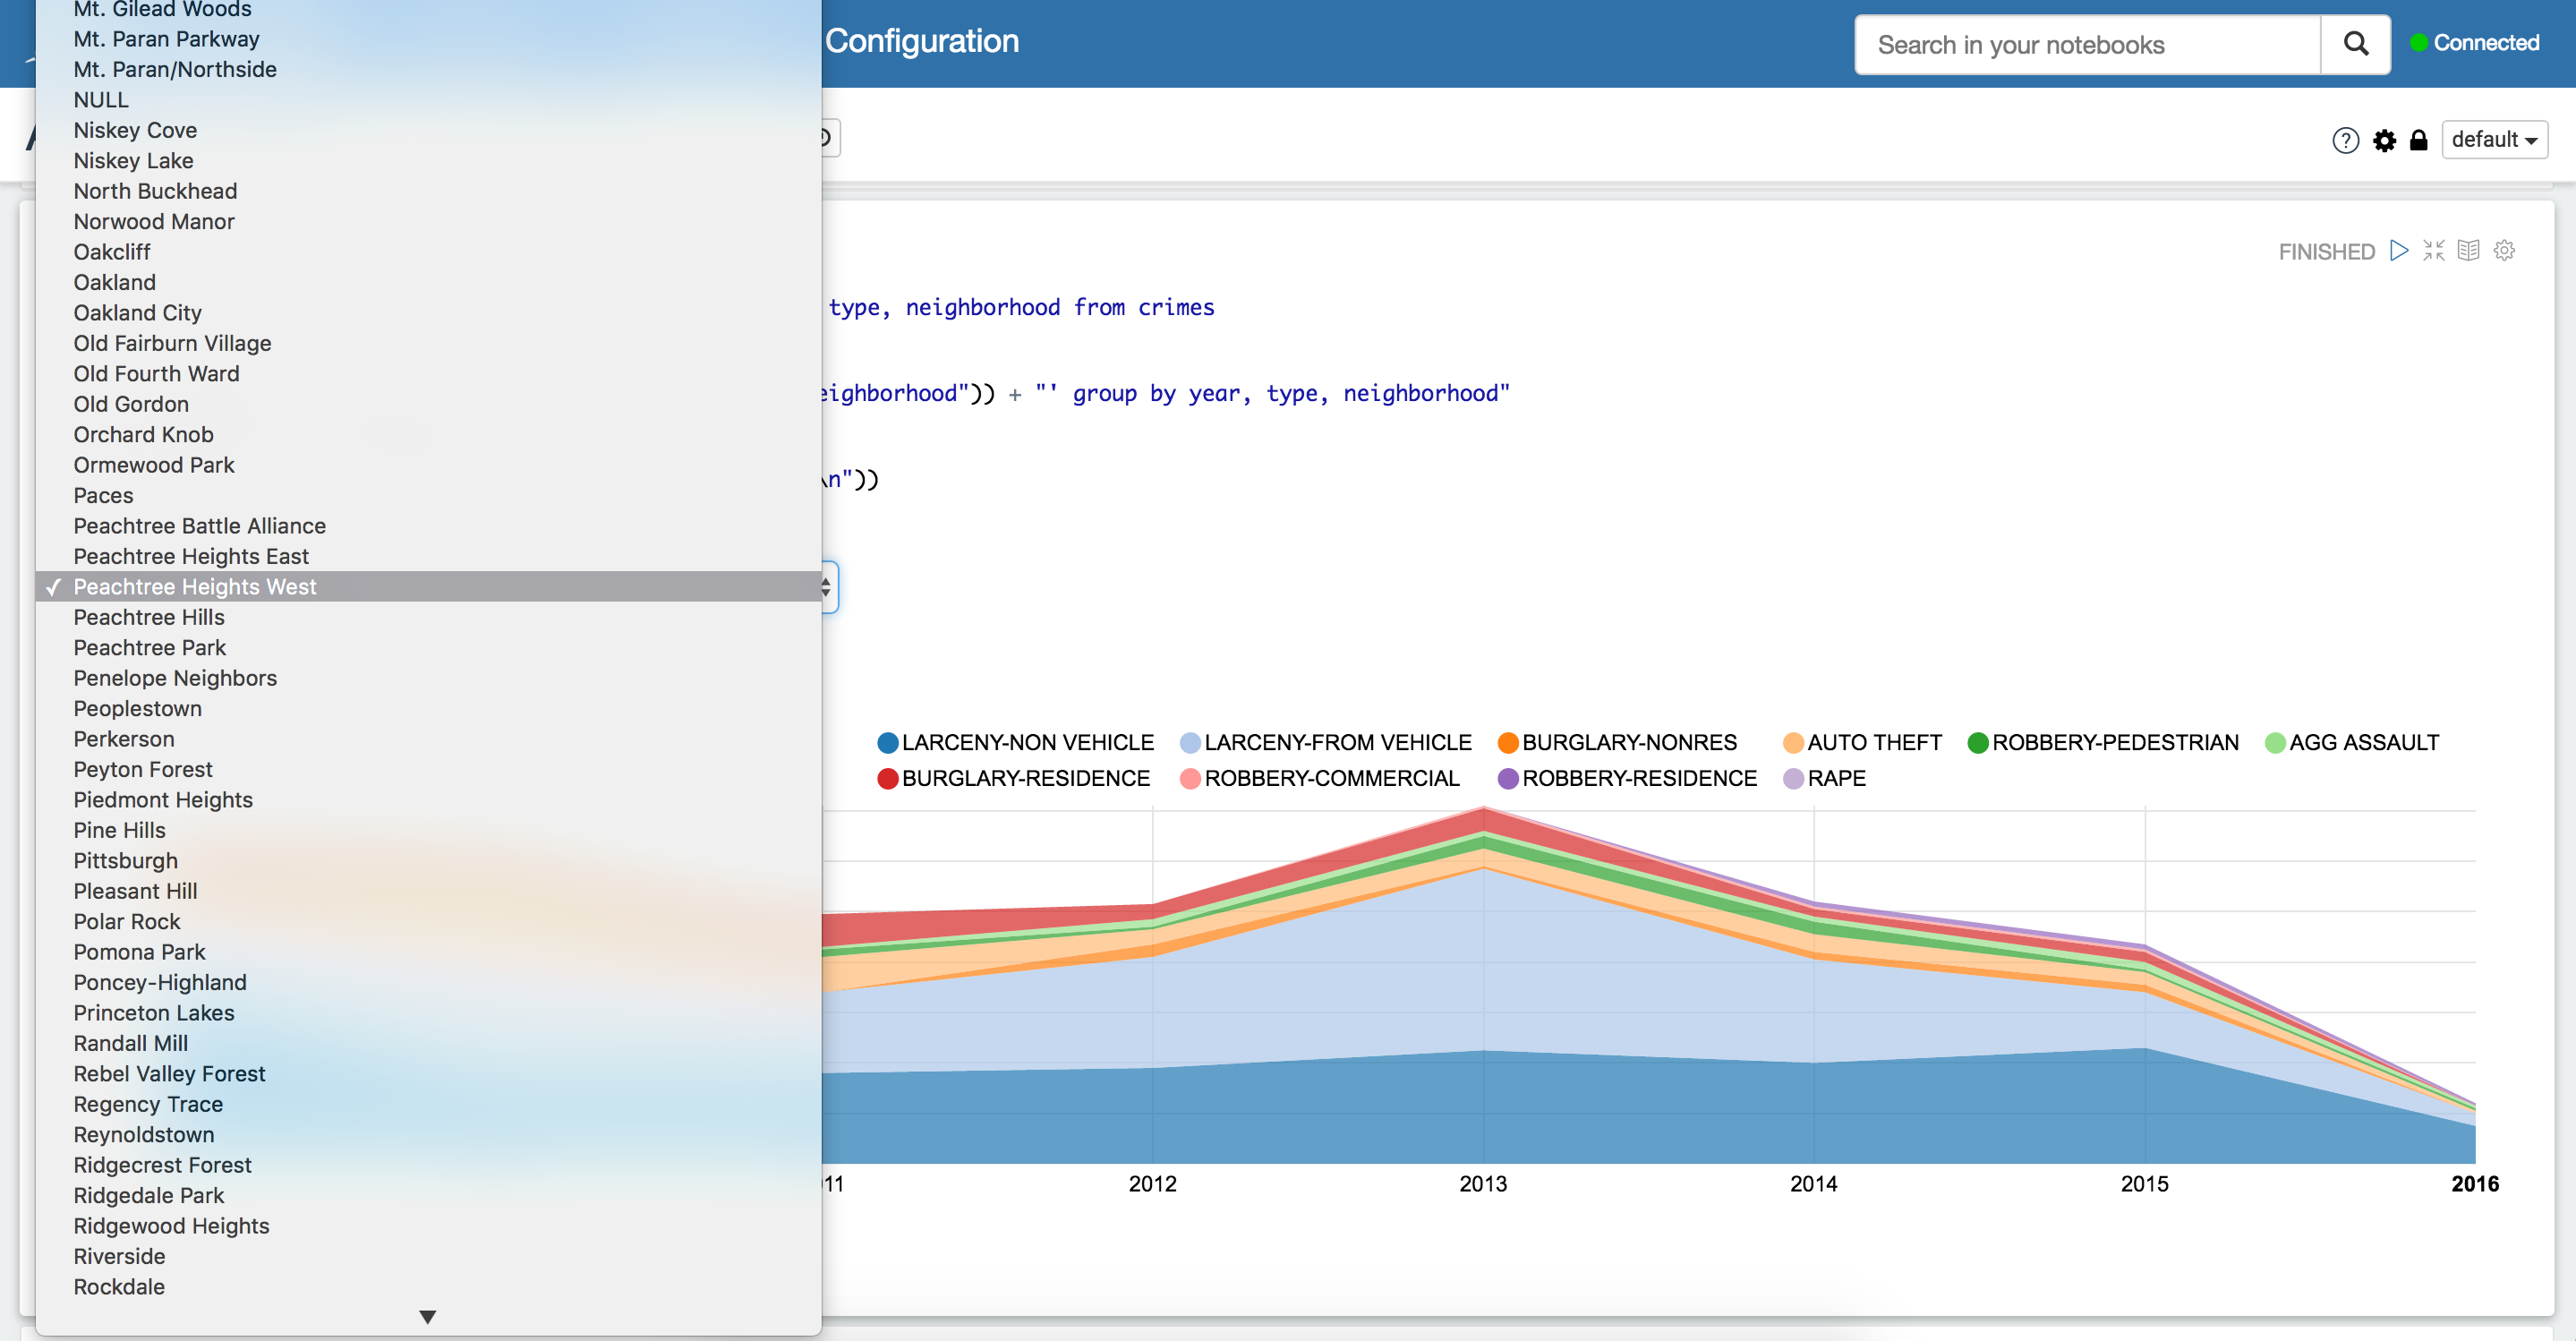 Mt. Gilead Woods
Mt. Paran Parkway
Mt. Paran/Northside
NULL
Niskey Cove
Niskey Lake
North Buckhead
Norwood Manor
Oakcliff
Oakland
Oakland City
Old Fairburn Village
Old Fourth Ward
Old Gordon
Orchard Knob
Ormewood Park
Paces
Peachtree Battle Alliance
Peachtree Heights East
✓ Peachtree Heights West
Peachtree Hills
Peachtree Park
Penelope Neighbors
Peoplestown
Perkerson
Peyton Forest
Piedmont Heights
Pine Hills
Pittsburgh
Pleasant Hill
Polar Rock
Pomona Park
Poncey-Highland
Princeton Lakes
Randall Mill
Rebel Valley Forest
Regency Trace
Reynoldstown
Ridgecrest Forest
Ridgedale Park
Ridgewood Heights
Riverside
Rockdale
Configuration
Search in your notebooks
Connected
default
FINISHED
type, neighborhood from crimes
eighborhood")) + "' group by year, type, neighborhood"
\n"))
LARCENY-NON VEHICLE LARCENY-FROM VEHICLE BURGLARY-NONRES AUTO THEFT ROBBERY-PEDESTRIAN AGG ASSAULT
BURGLARY-RESIDENCE ROBBERY-COMMERCIAL ROBBERY-RESIDENCE RAPE
11 2012 2013 2014 2015 2016